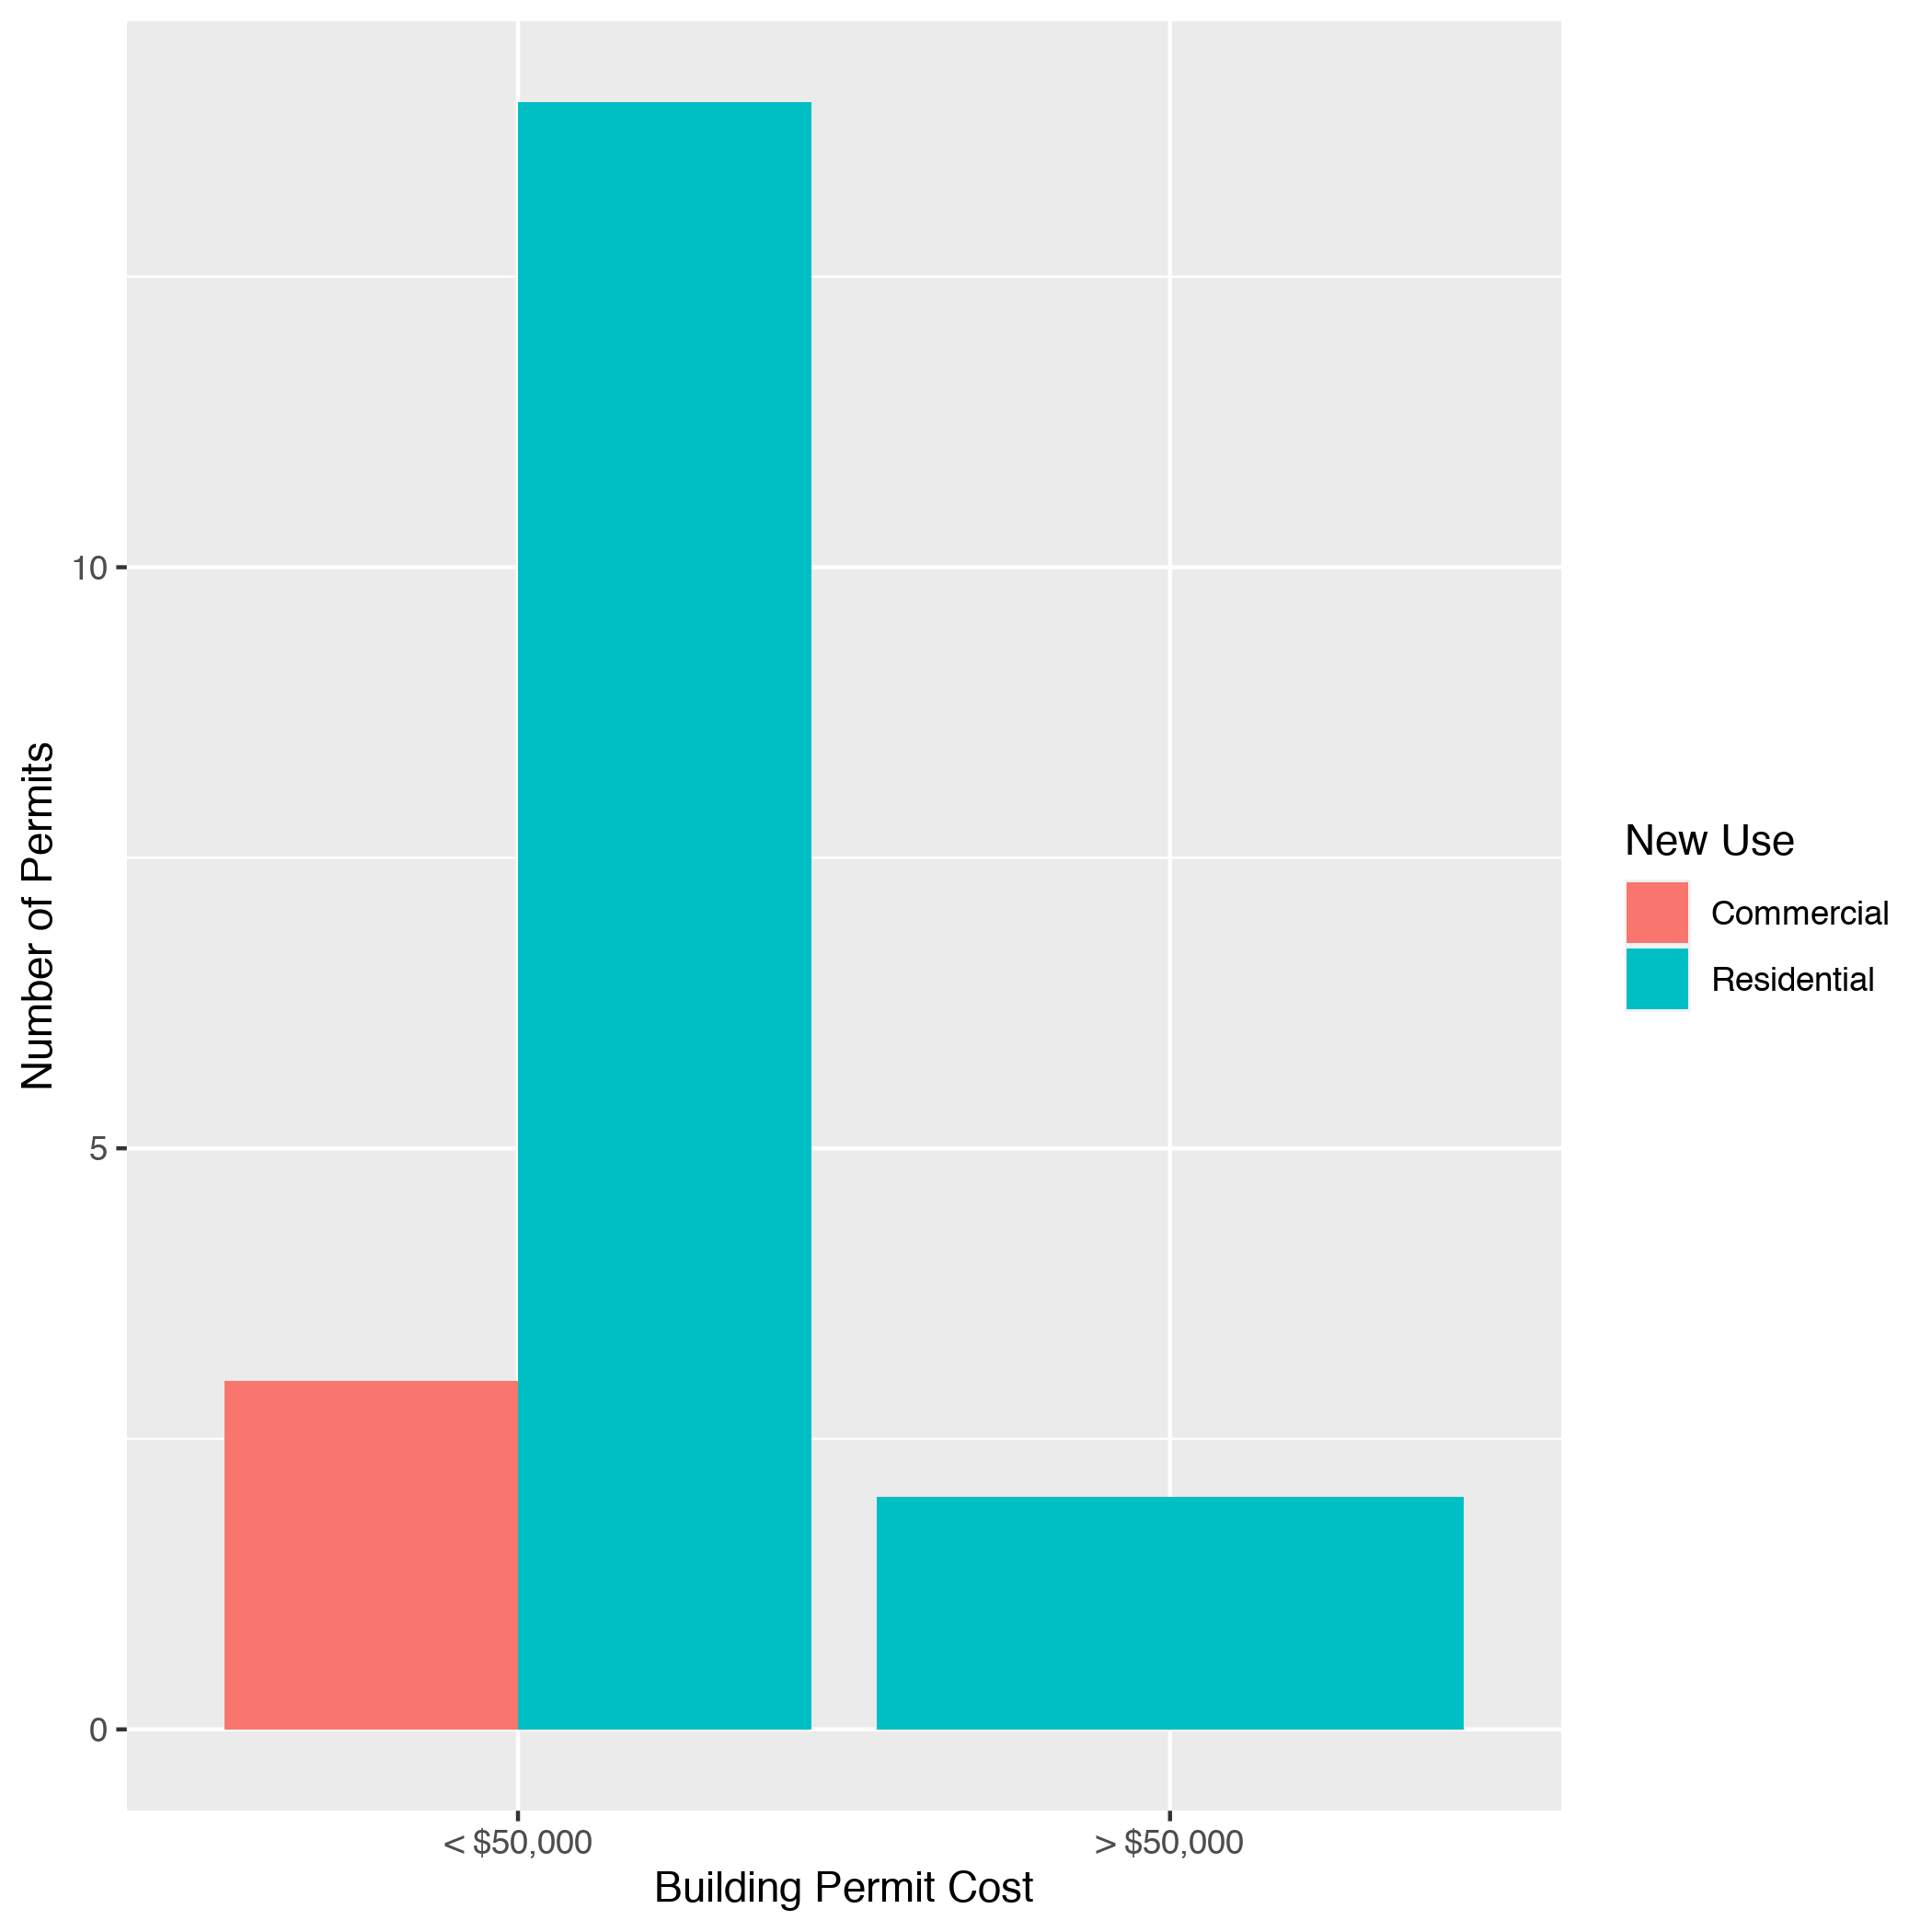 Number of Permits
10
5
0
< $50,000
> $50,000
Building Permit Cost
New Use
Commercial
Residential